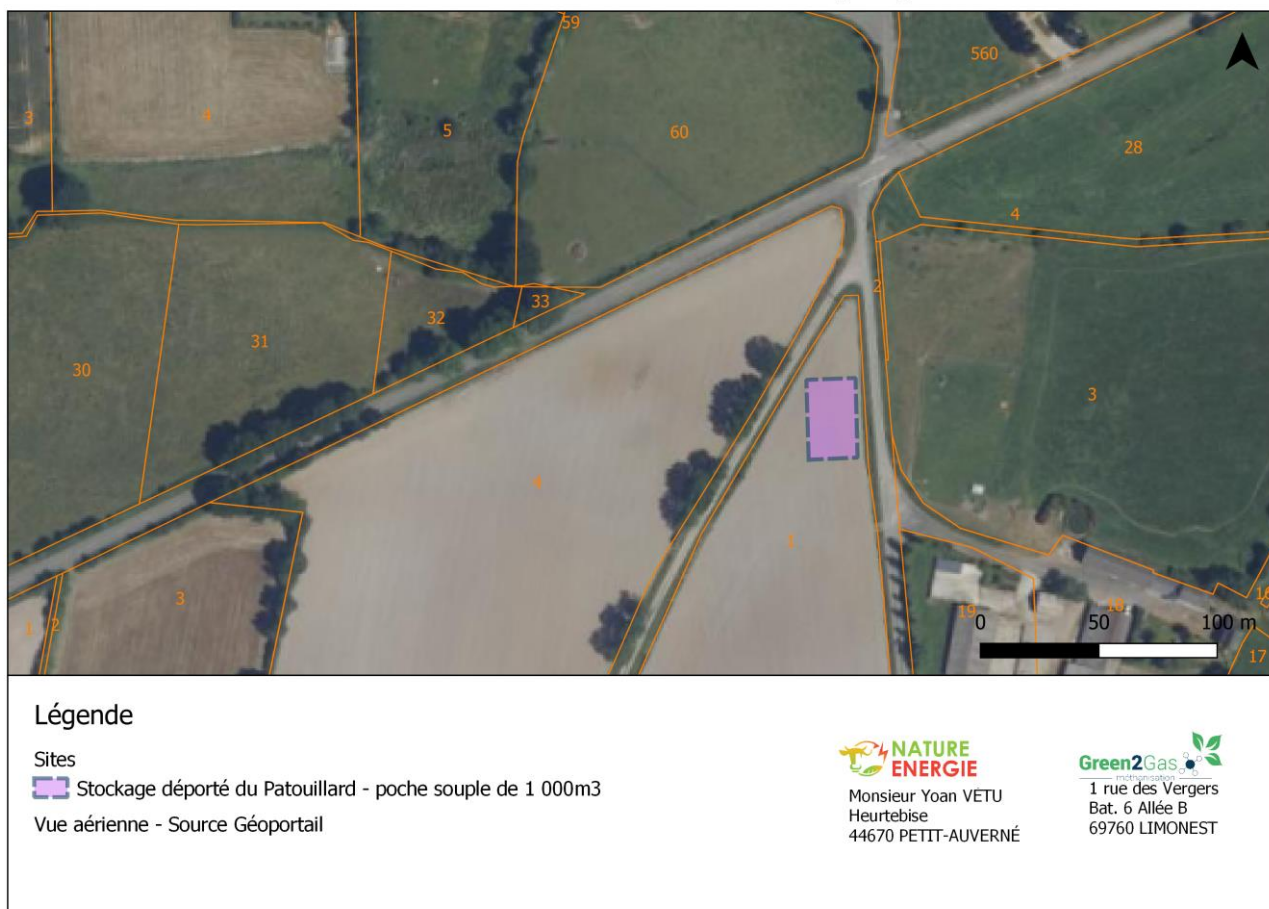 59
560
3
4
5
60
28
4
2
33
32
31
30
3
4
3
1
2
19
18
17
0 50 100 m
Légende
Sites
Stockage déporté du Patouillard - poche souple de 1 000m3
Vue aérienne - Source Géoportail
NATURE
ENERGIE
Monsieur Yoan VÉTU
Heurtebise
44670 PETIT-AUVERNÉ
Green2Gas
méthanisation
1 rue des Vergers
Bat. 6 Allée B
69760 LIMONEST